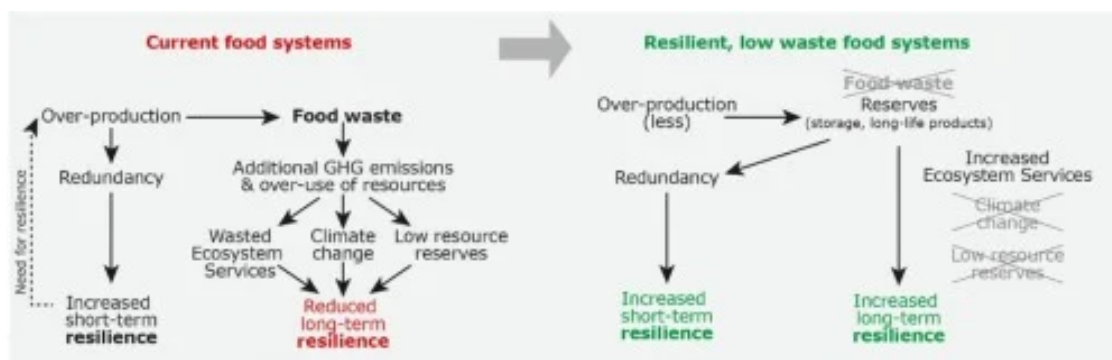 Current food systems
Over-production
Food waste
Redundancy
Additional GHG emissions
& over-use of resources
Wasted
Ecosystem
Services
Climate
change
Low resource
reserves
Need for resilience
Increased
short-term
resilience
Reduced
long-term
resilience
Resilient, low waste food systems
Over-production
(less)
Food waste
Reserves
(storage, long-life products)
Redundancy
Increased
Ecosystem Services
Climate
change
Low resource
reserves
Increased
short-term
resilience
Increased
long-term
resilience